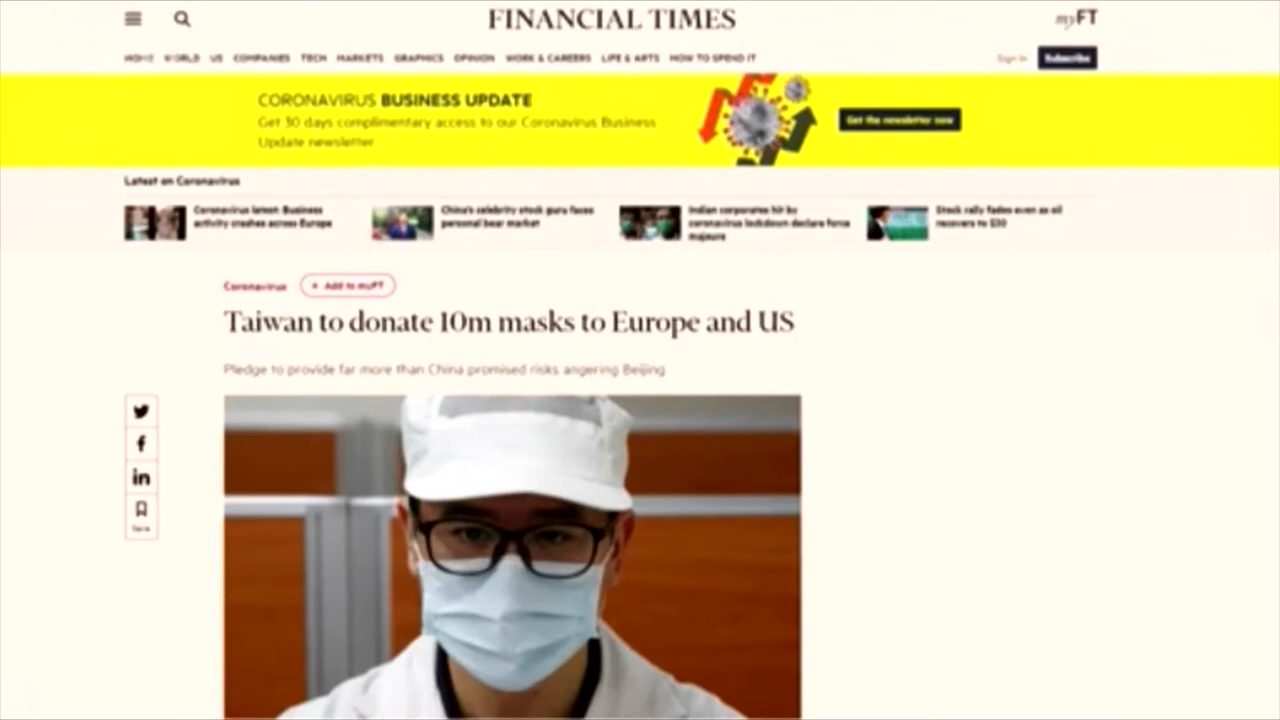 FINANCIAL TIMES
myFT
HOME WORLD US COMPANIES TECH MARKETS GRAPHICS OPINION WORK & CAREERS LIFE & ARTS HOW TO SPEND IT
Sign In Subscribe
CORONAVIRUS BUSINESS UPDATE
Get 30 days complimentary access to our Coronavirus Business
Update newsletter
Get the newsletter now
Latest on Coronavirus
Coronavirus latest: Business
activity crashes across Europe
China's celebrity stock guru faces
personal bear market
Indian corporates hit by
coronavirus lockdown declare force
majeure
Stock rally fades even as oil
recovers to $30
Coronavirus + Add to myFT
Taiwan to donate 10m masks to Europe and US
Pledge to provide far more than China promised risks angering Beijing
in
Save